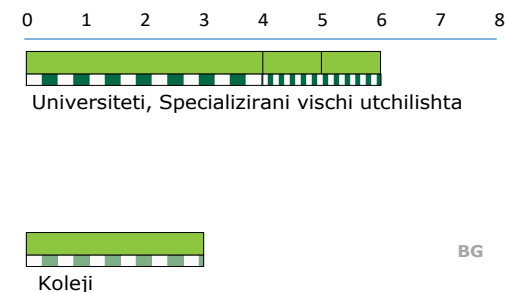 0 1 2 3 4 5 6 7 8
Universiteti, Specializirani vischi utchilishta
BG
Koleji